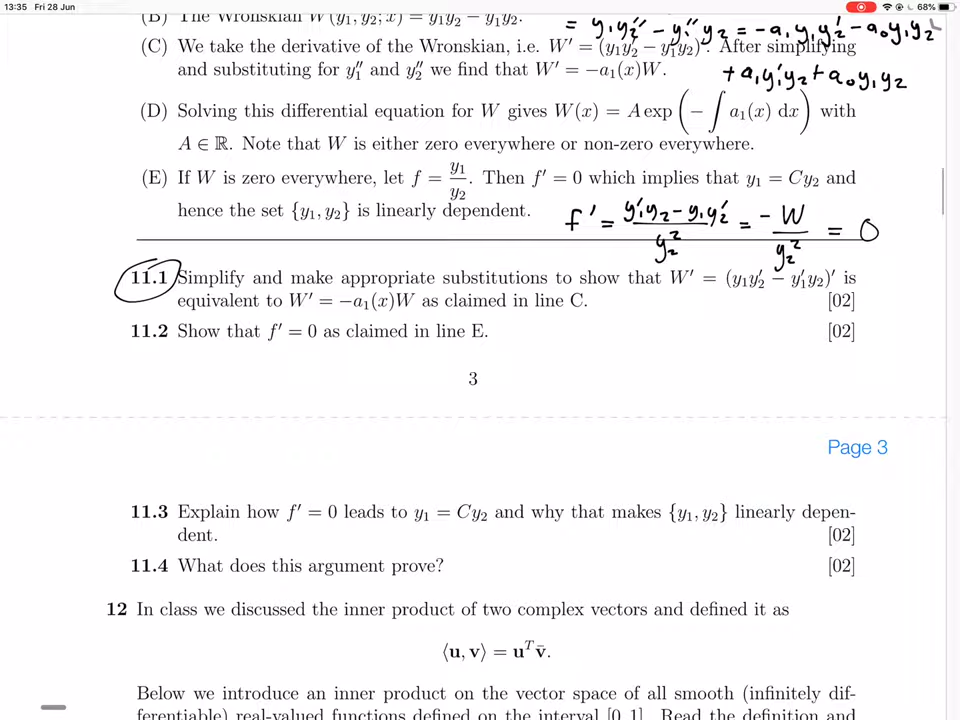 13:35 Fri 28 Jun 68%
(B) The Wronskian W (y₁, y₂; x) = y₁y₂′ − y₁′y₂.
= y₁y₂″ − y₁″y₂ = −a₁y₁y₂′ − a₀y₁y₂
(C) We take the derivative of the Wronskian, i.e. W′ = (y₁y₂′ − y₁′y₂)′. After simplifying
and substituting for y₁″ and y₂″ we find that W′ = −a₁(x)W.
+ a₁y₁′y₂ + a₀y₁y₂
(D) Solving this differential equation for W gives W(x) = A exp (− ∫ a₁(x) dx) with
A ∈ ℝ. Note that W is either zero everywhere or non-zero everywhere.
(E) If W is zero everywhere, let f = y₁/y₂. Then f′ = 0 which implies that y₁ = Cy₂ and
hence the set {y₁, y₂} is linearly dependent.
f′ = (y₁′y₂ − y₁y₂′)/y₂² = −W/y₂² = 0
11.1 Simplify and make appropriate substitutions to show that W′ = (y₁y₂′ − y₁′y₂)′ is
equivalent to W′ = −a₁(x)W as claimed in line C. [02]
11.2 Show that f′ = 0 as claimed in line E. [02]
3
Page 3
11.3 Explain how f′ = 0 leads to y₁ = Cy₂ and why that makes {y₁, y₂} linearly depen-
dent. [02]
11.4 What does this argument prove? [02]
12 In class we discussed the inner product of two complex vectors and defined it as
⟨u, v⟩ = uᵀv̄.
Below we introduce an inner product on the vector space of all smooth (infinitely dif-
ferentiable) real-valued functions defined on the interval [0, 1]. Read the definition and